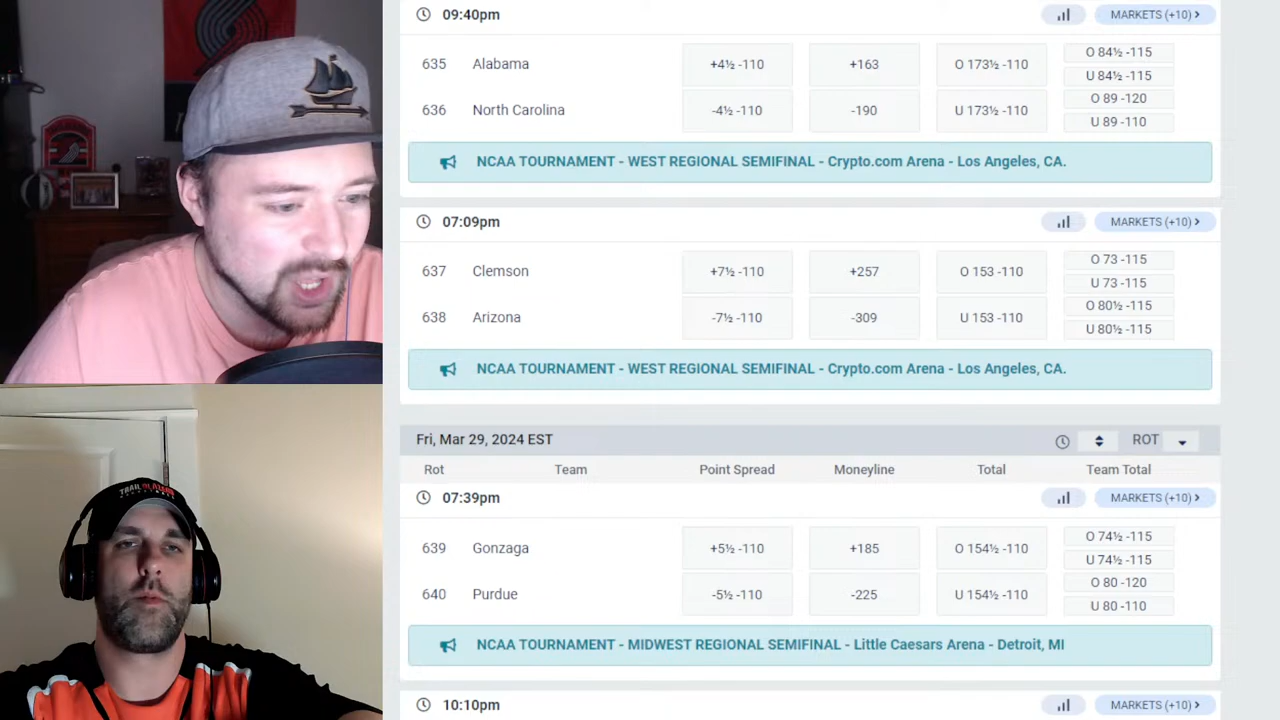 09:40pm MARKETS (+10)
635 Alabama +4½ -110 +163 O 173½ -110 O 84½ -115
U 84½ -115
636 North Carolina -4½ -110 -190 U 173½ -110 O 89 -120
U 89 -110
NCAA TOURNAMENT - WEST REGIONAL SEMIFINAL - Crypto.com Arena - Los Angeles, CA.
07:09pm MARKETS (+10)
637 Clemson +7½ -110 +257 O 153 -110 O 73 -115
U 73 -115
638 Arizona -7½ -110 -309 U 153 -110 O 80½ -115
U 80½ -115
NCAA TOURNAMENT - WEST REGIONAL SEMIFINAL - Crypto.com Arena - Los Angeles, CA.
Fri, Mar 29, 2024 EST ROT
Rot Team Point Spread Moneyline Total Team Total
07:39pm MARKETS (+10)
639 Gonzaga +5½ -110 +185 O 154½ -110 O 74½ -115
U 74½ -115
640 Purdue -5½ -110 -225 U 154½ -110 O 80 -120
U 80 -110
NCAA TOURNAMENT - MIDWEST REGIONAL SEMIFINAL - Little Caesars Arena - Detroit, MI
10:10pm MARKETS (+10)
TRAIL BLAZERS